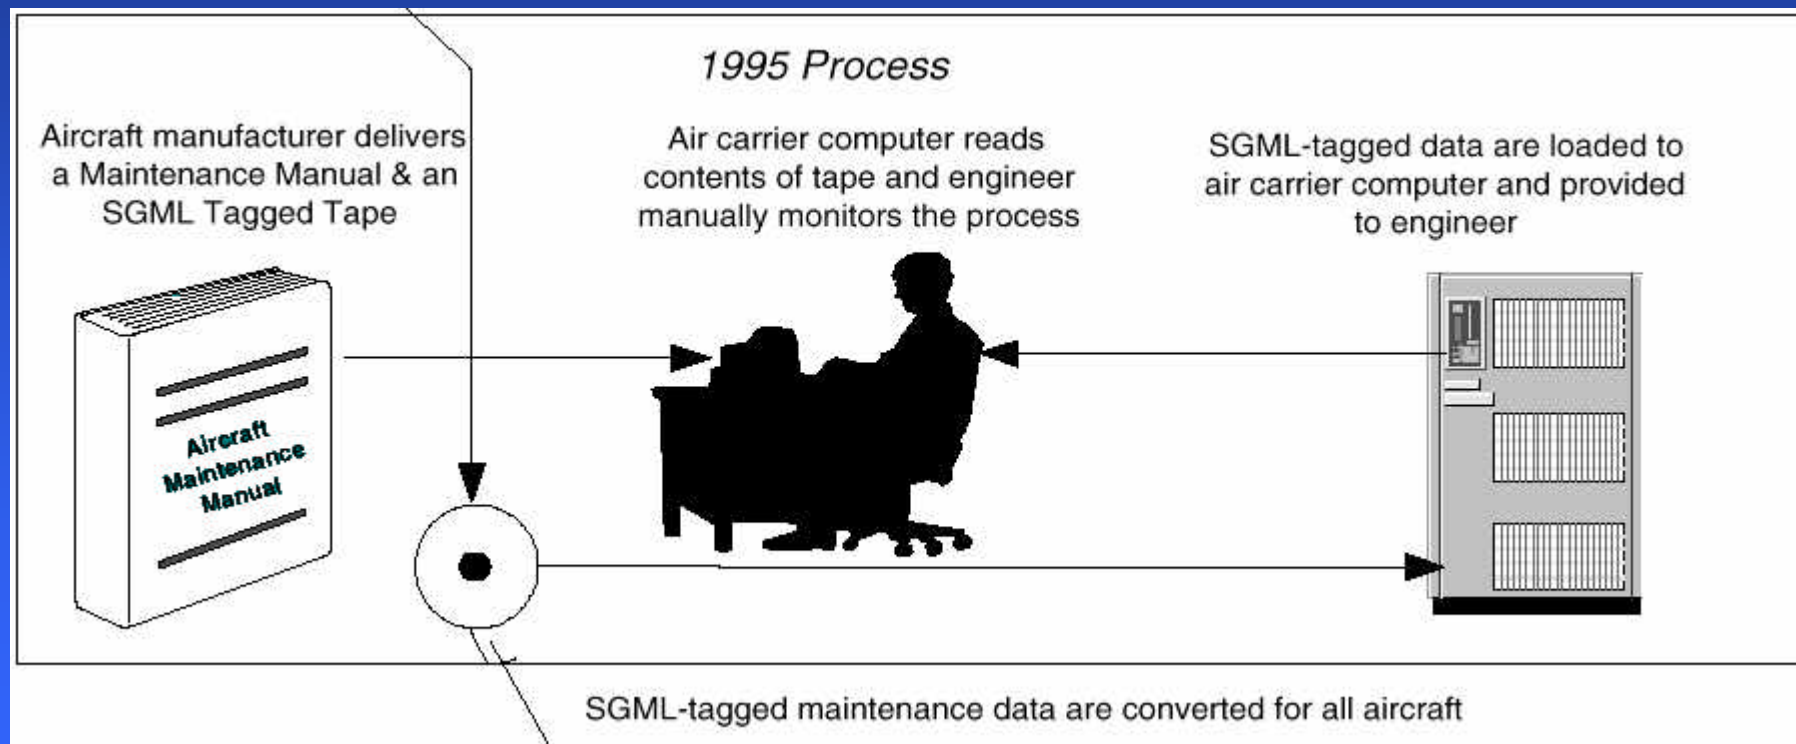 1995 Process
Aircraft manufacturer delivers
a Maintenance Manual & an
SGML Tagged Tape
Air carrier computer reads
contents of tape and engineer
manually monitors the process
SGML-tagged data are loaded to
air carrier computer and provided
to engineer
Aircraft
Maintenance
Manual
SGML-tagged maintenance data are converted for all aircraft